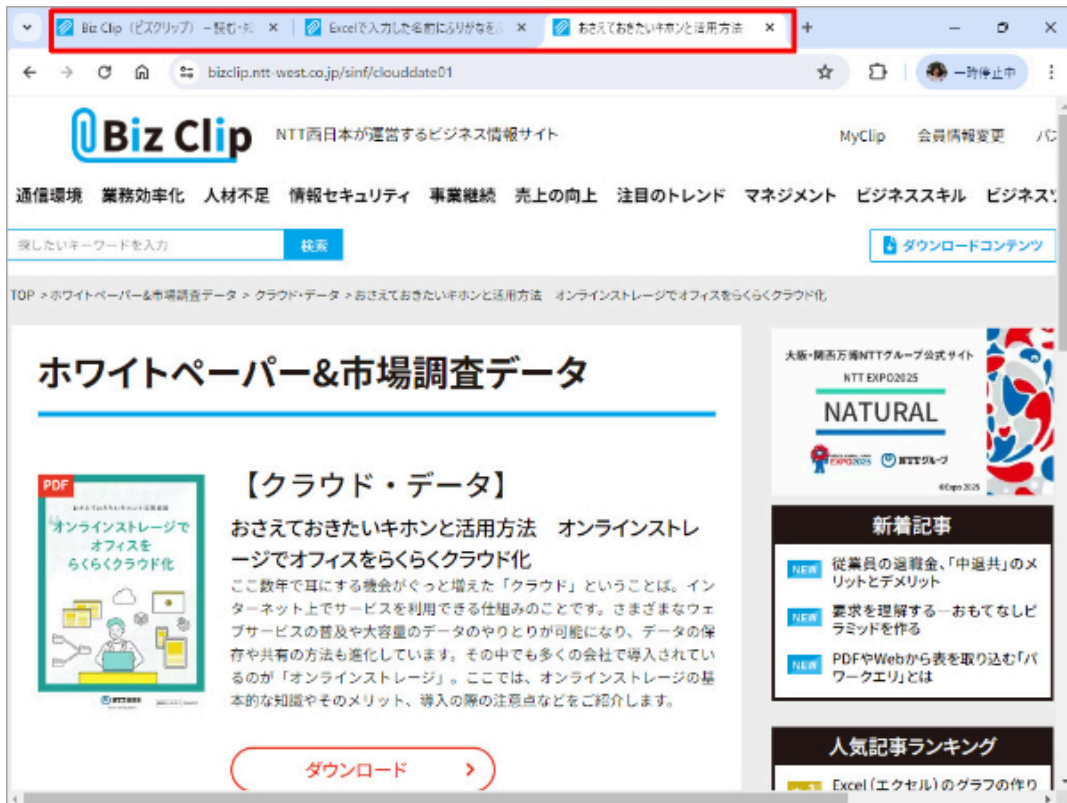 Biz Clip（ビズクリップ）–読む・知
Excelで入力した名前にふりがなをふ
おさえておきたいキホンと活用方法
bizclip.ntt-west.co.jp/sinf/clouddate01
一時停止中
Biz Clip
NTT西日本が運営するビジネス情報サイト
MyClip 会員情報変更 パス
通信環境 業務効率化 人材不足 情報セキュリティ 事業継続 売上の向上 注目のトレンド マネジメント ビジネススキル ビジネスツ
探したいキーワードを入力
検索
ダウンロードコンテンツ
TOP >ホワイトペーパー&市場調査データ > クラウド・データ >おさえておきたいキホンと活用方法 オンラインストレージでオフィスをらくらくクラウド化
ホワイトペーパー&市場調査データ
PDF
おさえておきたいキホンと活用方法
オンラインストレージで
オフィスを
らくらくクラウド化
【クラウド・データ】
おさえておきたいキホンと活用方法 オンラインストレ
ージでオフィスをらくらくクラウド化
ここ数年で耳にする機会がぐっと増えた「クラウド」ということば。イン
ターネット上でサービスを利用できる仕組みのことです。さまざまなウェ
ブサービスの普及や大容量のデータのやりとりが可能になり、データの保
存や共有の方法も進化しています。その中でも多くの会社で導入されてい
るのが「オンラインストレージ」。ここでは、オンラインストレージの基
本的な知識やそのメリット、導入の際の注意点などをご紹介します。
ダウンロード
大阪・関西万博NTTグループ公式サイト
NTT EXPO2025
NATURAL
EXPO2025 NTTグループ
©Expo 2025
新着記事
NEW 従業員の退職金、「中退共」のメ
リットとデメリット
NEW 要求を理解する―おもてなしピ
ラミッドを作る
NEW PDFやWebから表を取り込む「パ
ワークエリ」とは
人気記事ランキング
Excel（エクセル）のグラフの作り